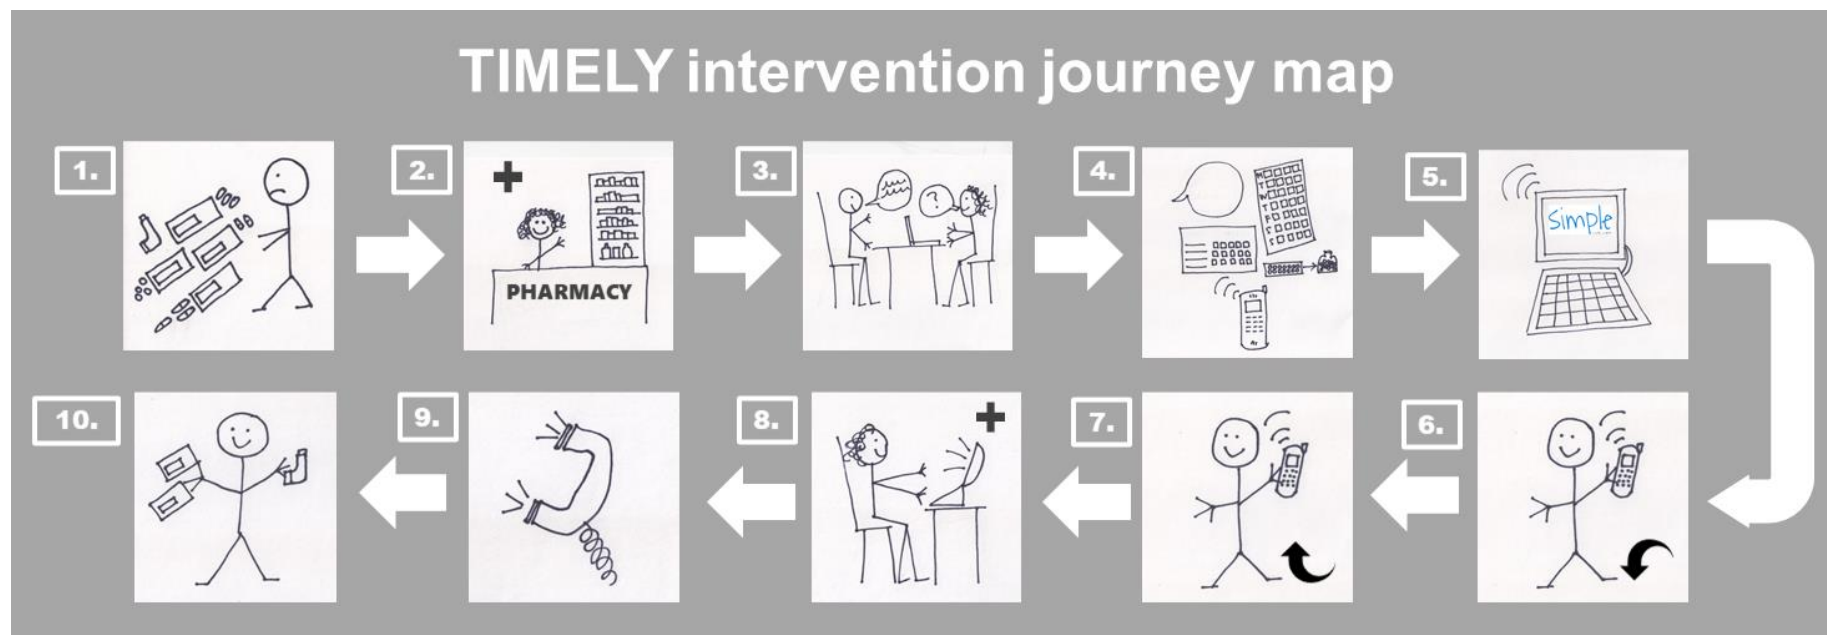 TIMELY intervention journey map
1.
2.
3.
4.
5.
PHARMACY
?
M
T
W
T
F
S
S
Simple
10.
9.
8.
7.
6.